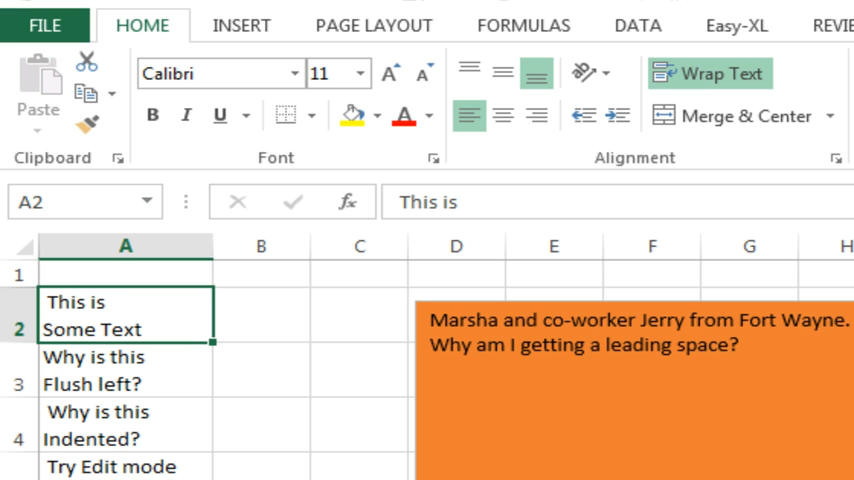 FILE HOME INSERT PAGE LAYOUT FORMULAS DATA Easy-XL REVIE
Calibri 11 A A Wrap Text
Paste B I U A Merge & Center
Clipboard Font Alignment
A2 fx This is
A B C D E F G H
1
This is
2 Some Text
Why is this
3 Flush left?
Why is this
4 Indented?
Try Edit mode
Marsha and co-worker Jerry from Fort Wayne.
Why am I getting a leading space?